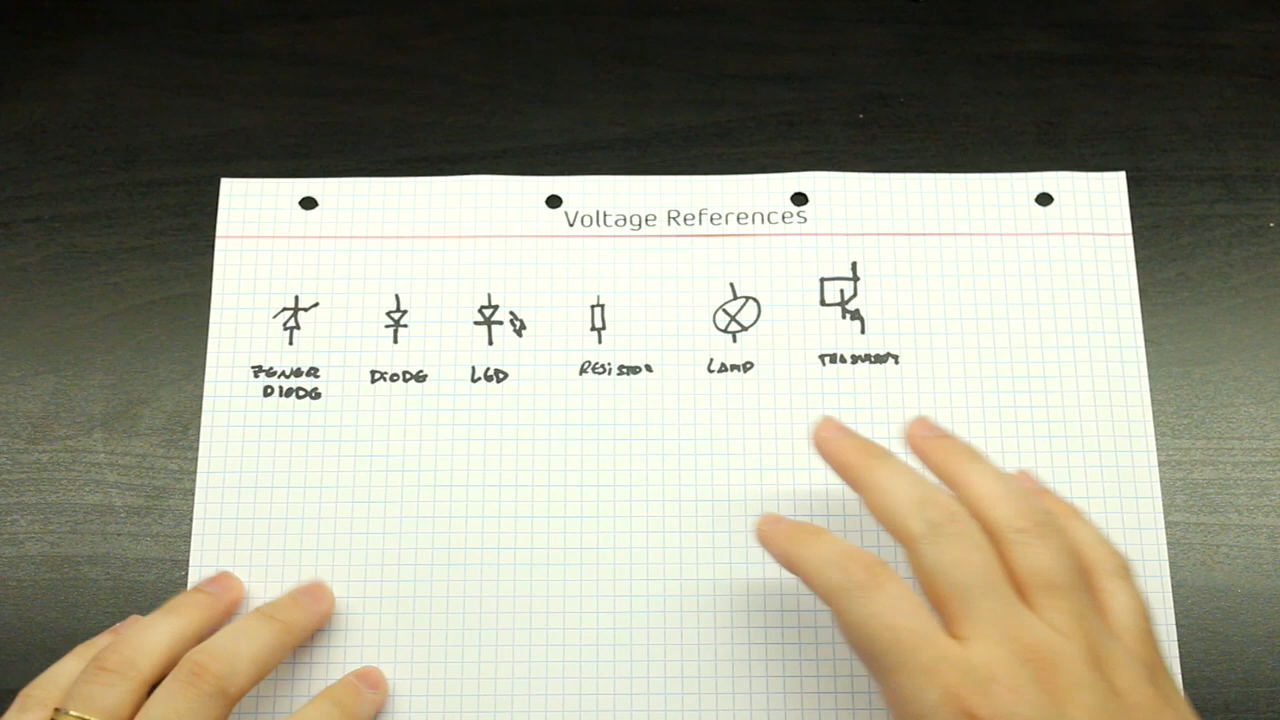 Voltage References
ZENER
DIODE
DIODE
LED
RESISTOR
LAMP